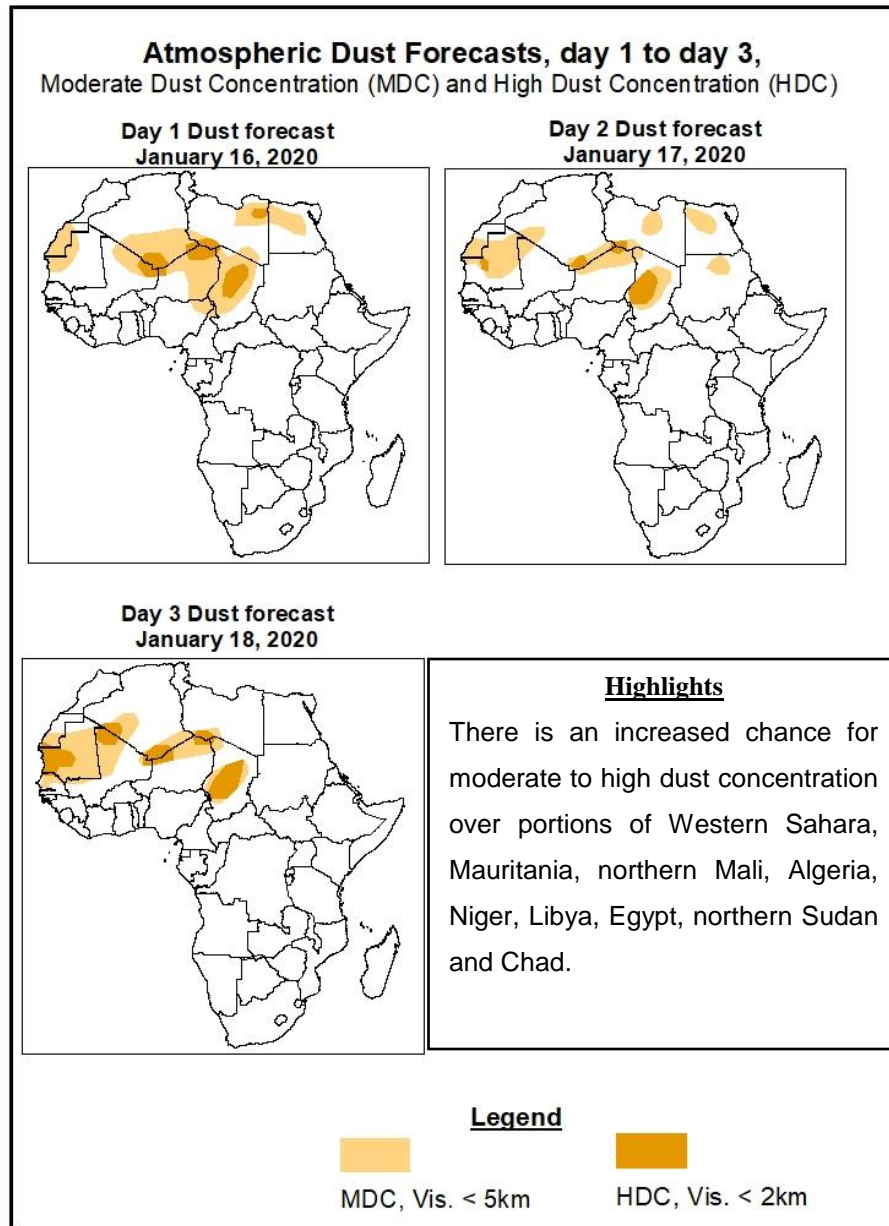 Atmospheric Dust Forecasts, day 1 to day 3,
Moderate Dust Concentration (MDC) and High Dust Concentration (HDC)
Day 1 Dust forecast
January 16, 2020
Day 2 Dust forecast
January 17, 2020
Day 3 Dust forecast
January 18, 2020
Highlights
There is an increased chance for
moderate to high dust concentration
over portions of Western Sahara,
Mauritania, northern Mali, Algeria,
Niger, Libya, Egypt, northern Sudan
and Chad.
Legend
MDC, Vis. < 5km
HDC, Vis. < 2km